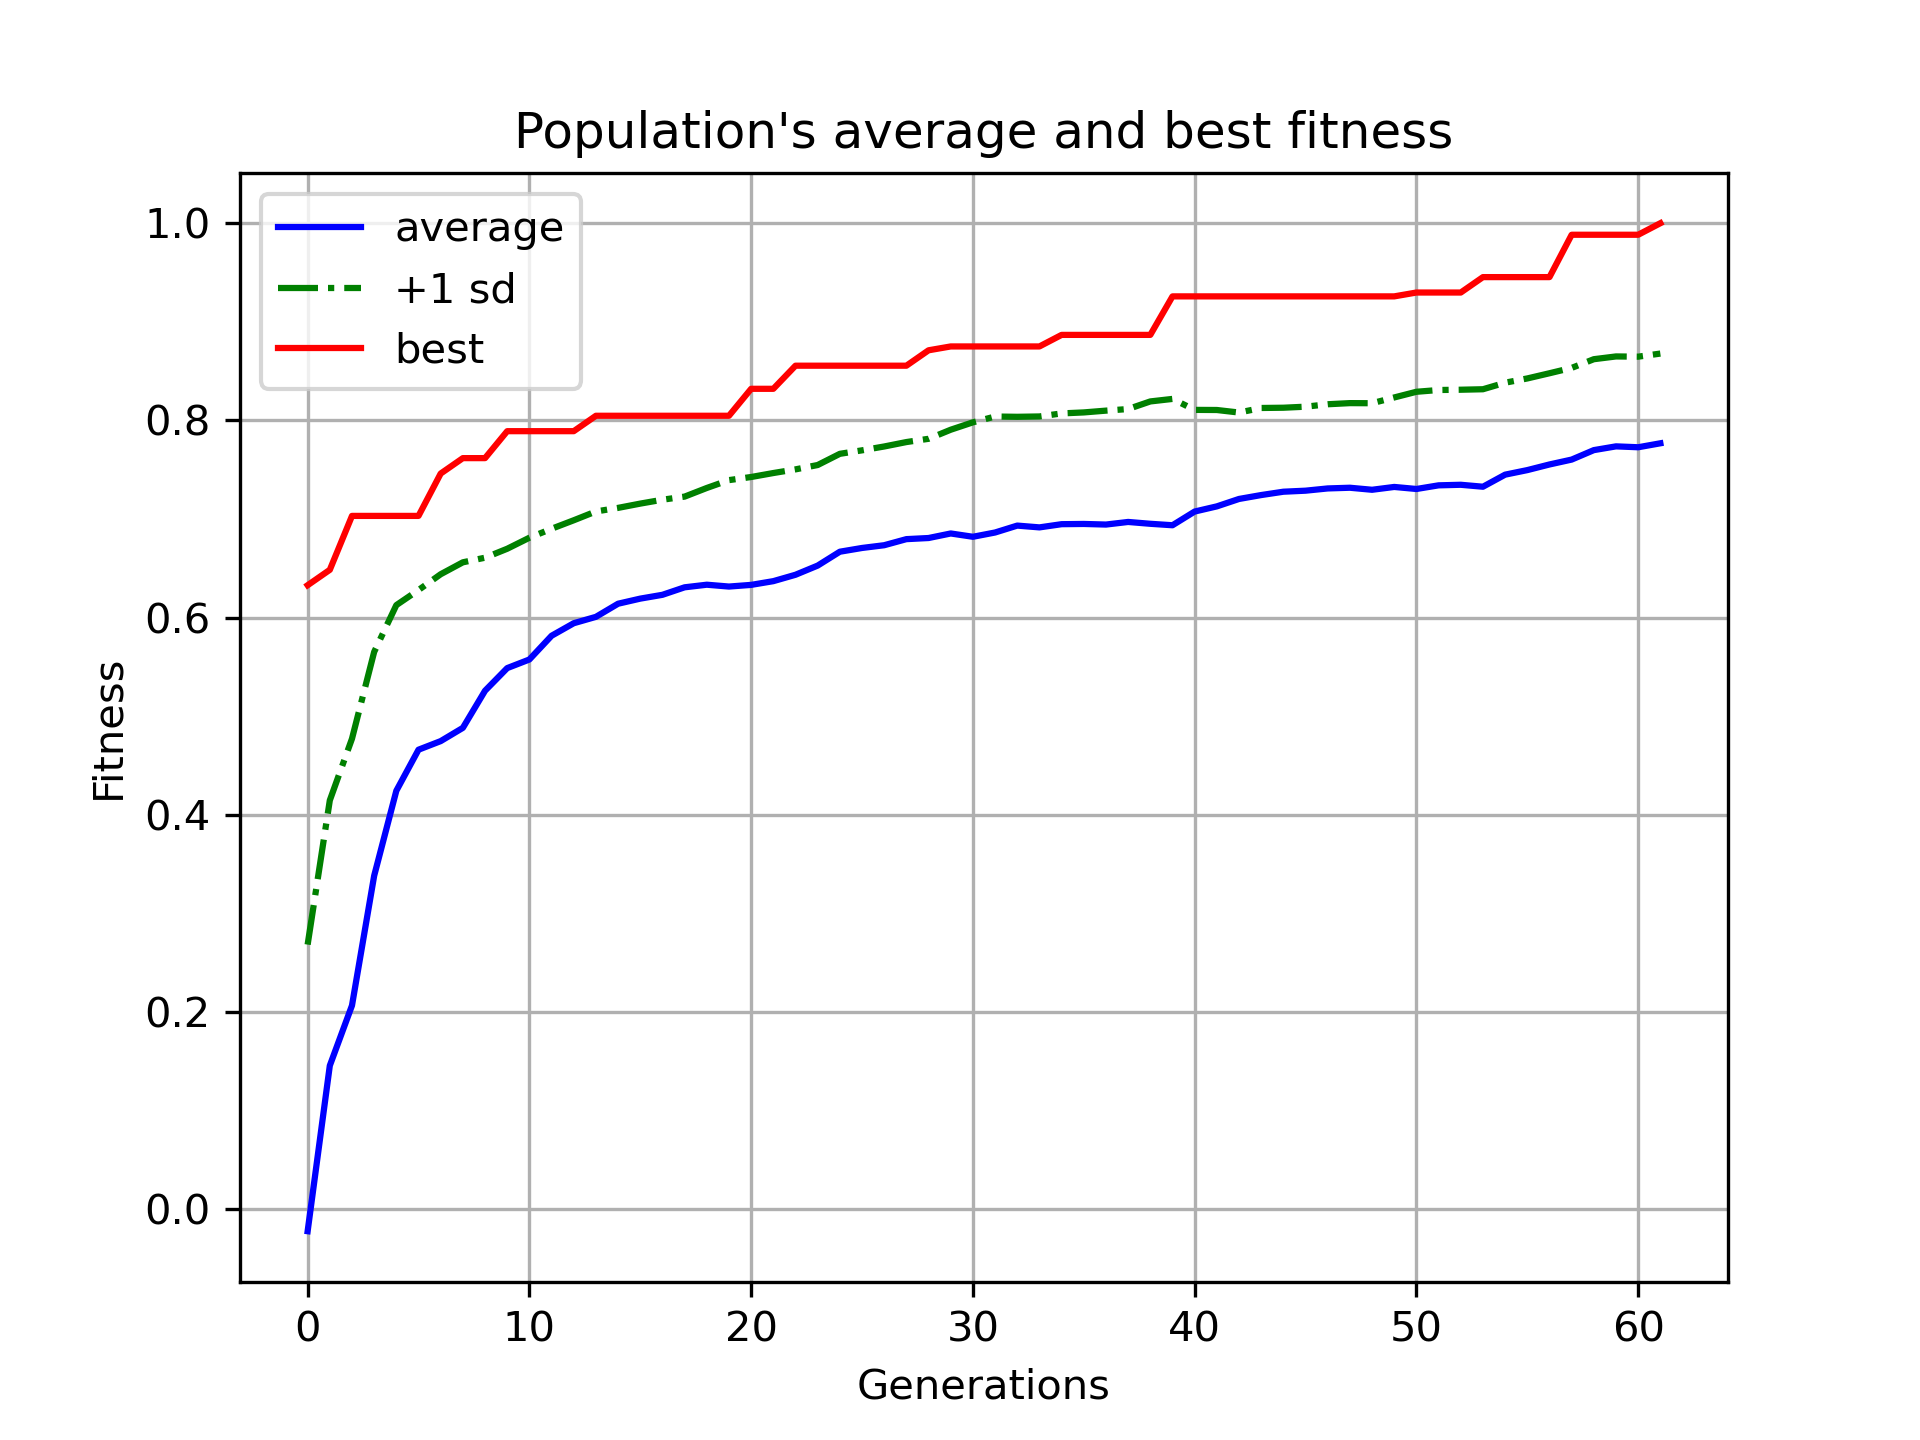 Population's average and best fitness
average
+1 sd
best
Fitness
1.0
0.8
0.6
0.4
0.2
0.0
0 10 20 30 40 50 60
Generations